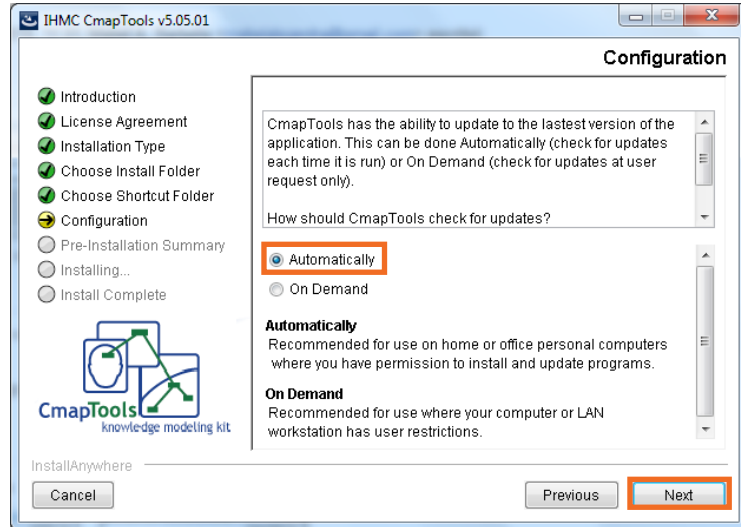 IHMC CmapTools v5.05.01
Configuration
Introduction
License Agreement
Installation Type
Choose Install Folder
Choose Shortcut Folder
Configuration
Pre-Installation Summary
Installing...
Install Complete
CmapTools
knowledge modeling kit
CmapTools has the ability to update to the lastest version of the
application. This can be done Automatically (check for updates
each time it is run) or On Demand (check for updates at user
request only).
How should CmapTools check for updates?
Automatically
On Demand
Automatically
Recommended for use on home or office personal computers
where you have permission to install and update programs.
On Demand
Recommended for use where your computer or LAN
workstation has user restrictions.
InstallAnywhere
Cancel
Previous
Next